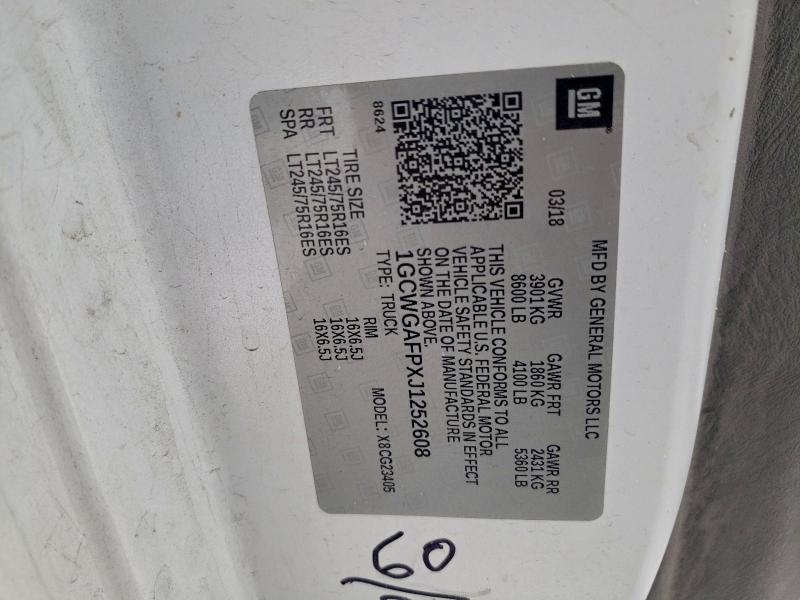 GM
MFD BY GENERAL MOTORS LLC
03/18
GVWR GAWR FRT GAWR RR
3901 KG 1860 KG 2431 KG
8600 LB 4100 LB 5360 LB
THIS VEHICLE CONFORMS TO ALL
APPLICABLE U.S. FEDERAL MOTOR
VEHICLE SAFETY STANDARDS IN EFFECT
ON THE DATE OF MANUFACTURE
SHOWN ABOVE.
1GCWGAFPXJ1252608
TYPE: TRUCK MODEL: X8CG23405
8624
TIRE SIZE RIM
FRT LT245/75R16ES 16X6.5J
RR LT245/75R16ES 16X6.5J
SPA LT245/75R16ES 16X6.5J